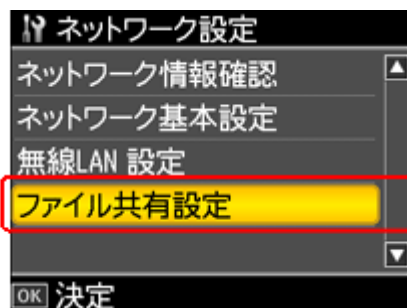 ネットワーク設定
ネットワーク情報確認
ネットワーク基本設定
無線LAN 設定
ファイル共有設定
OK 決定